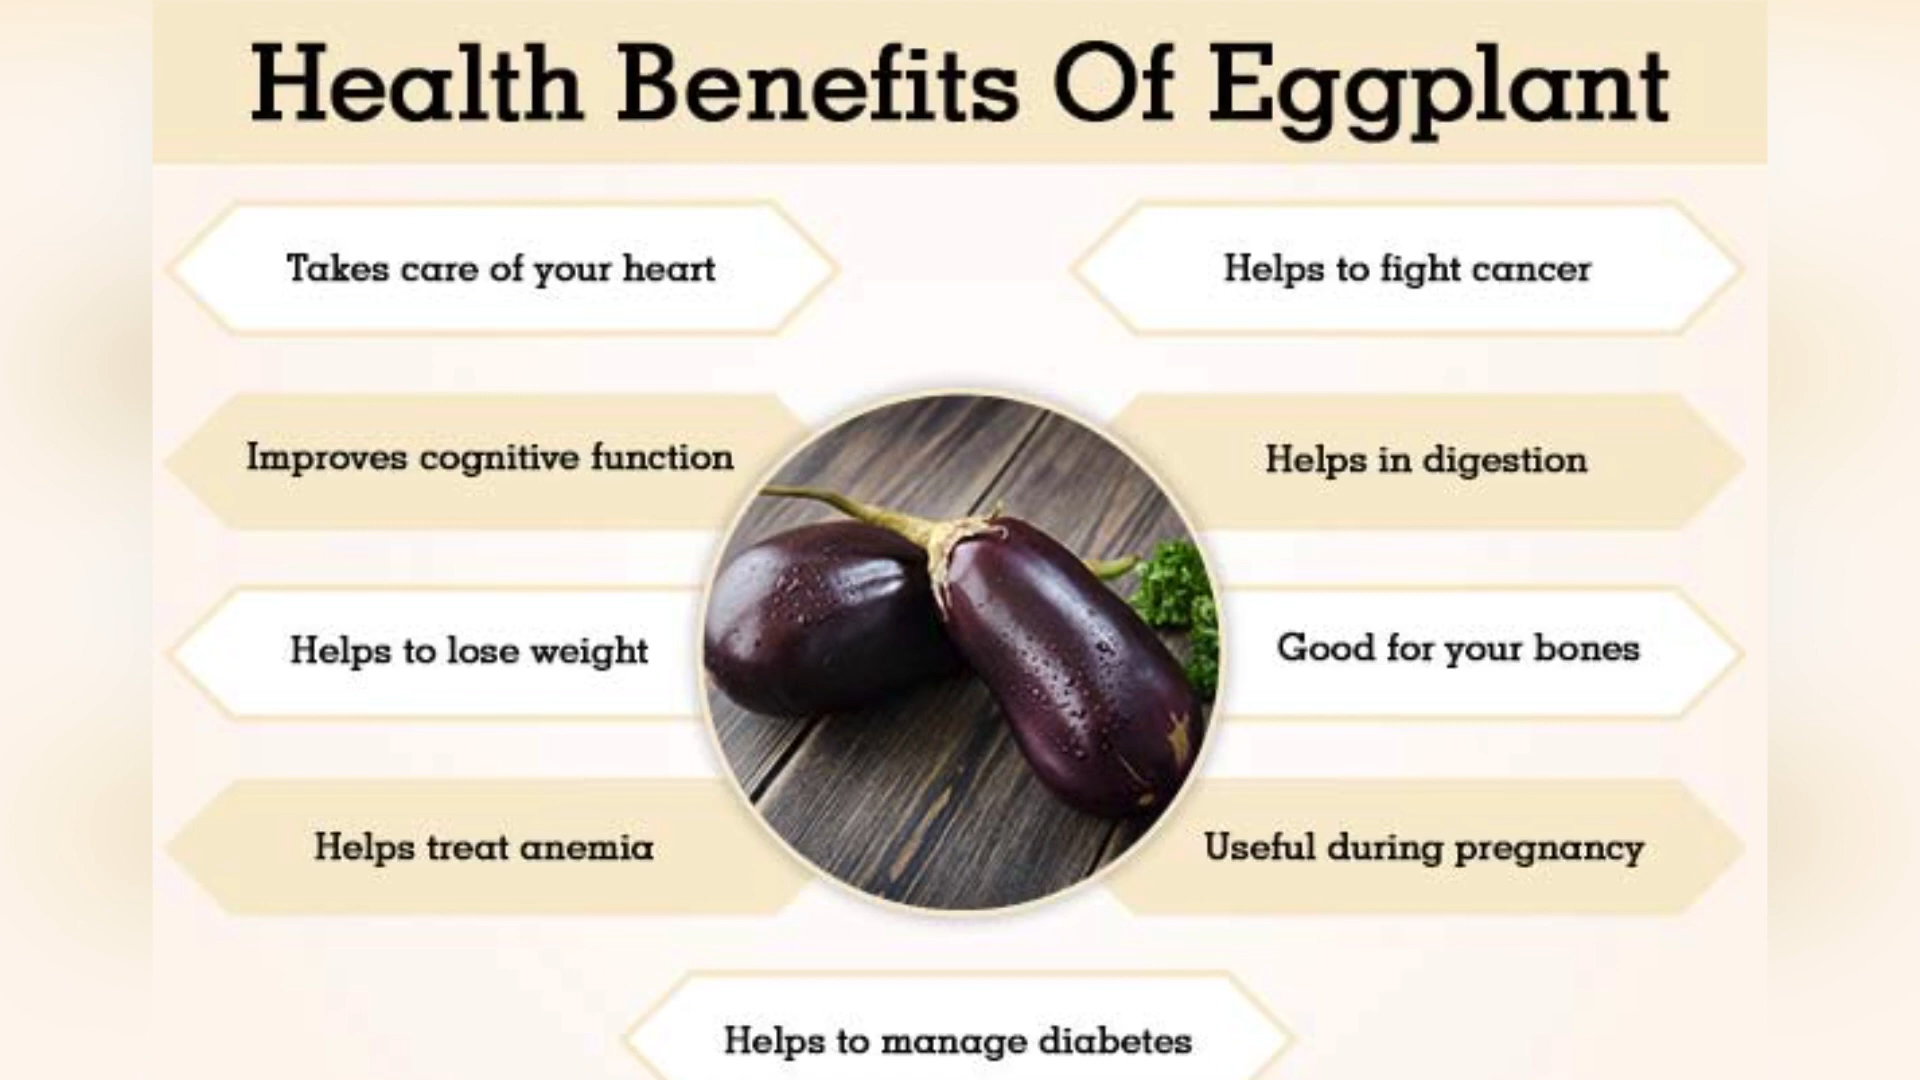 Health Benefits Of Eggplant
Takes care of your heart
Helps to fight cancer
Improves cognitive function
Helps in digestion
Helps to lose weight
Good for your bones
Helps treat anemia
Useful during pregnancy
Helps to manage diabetes